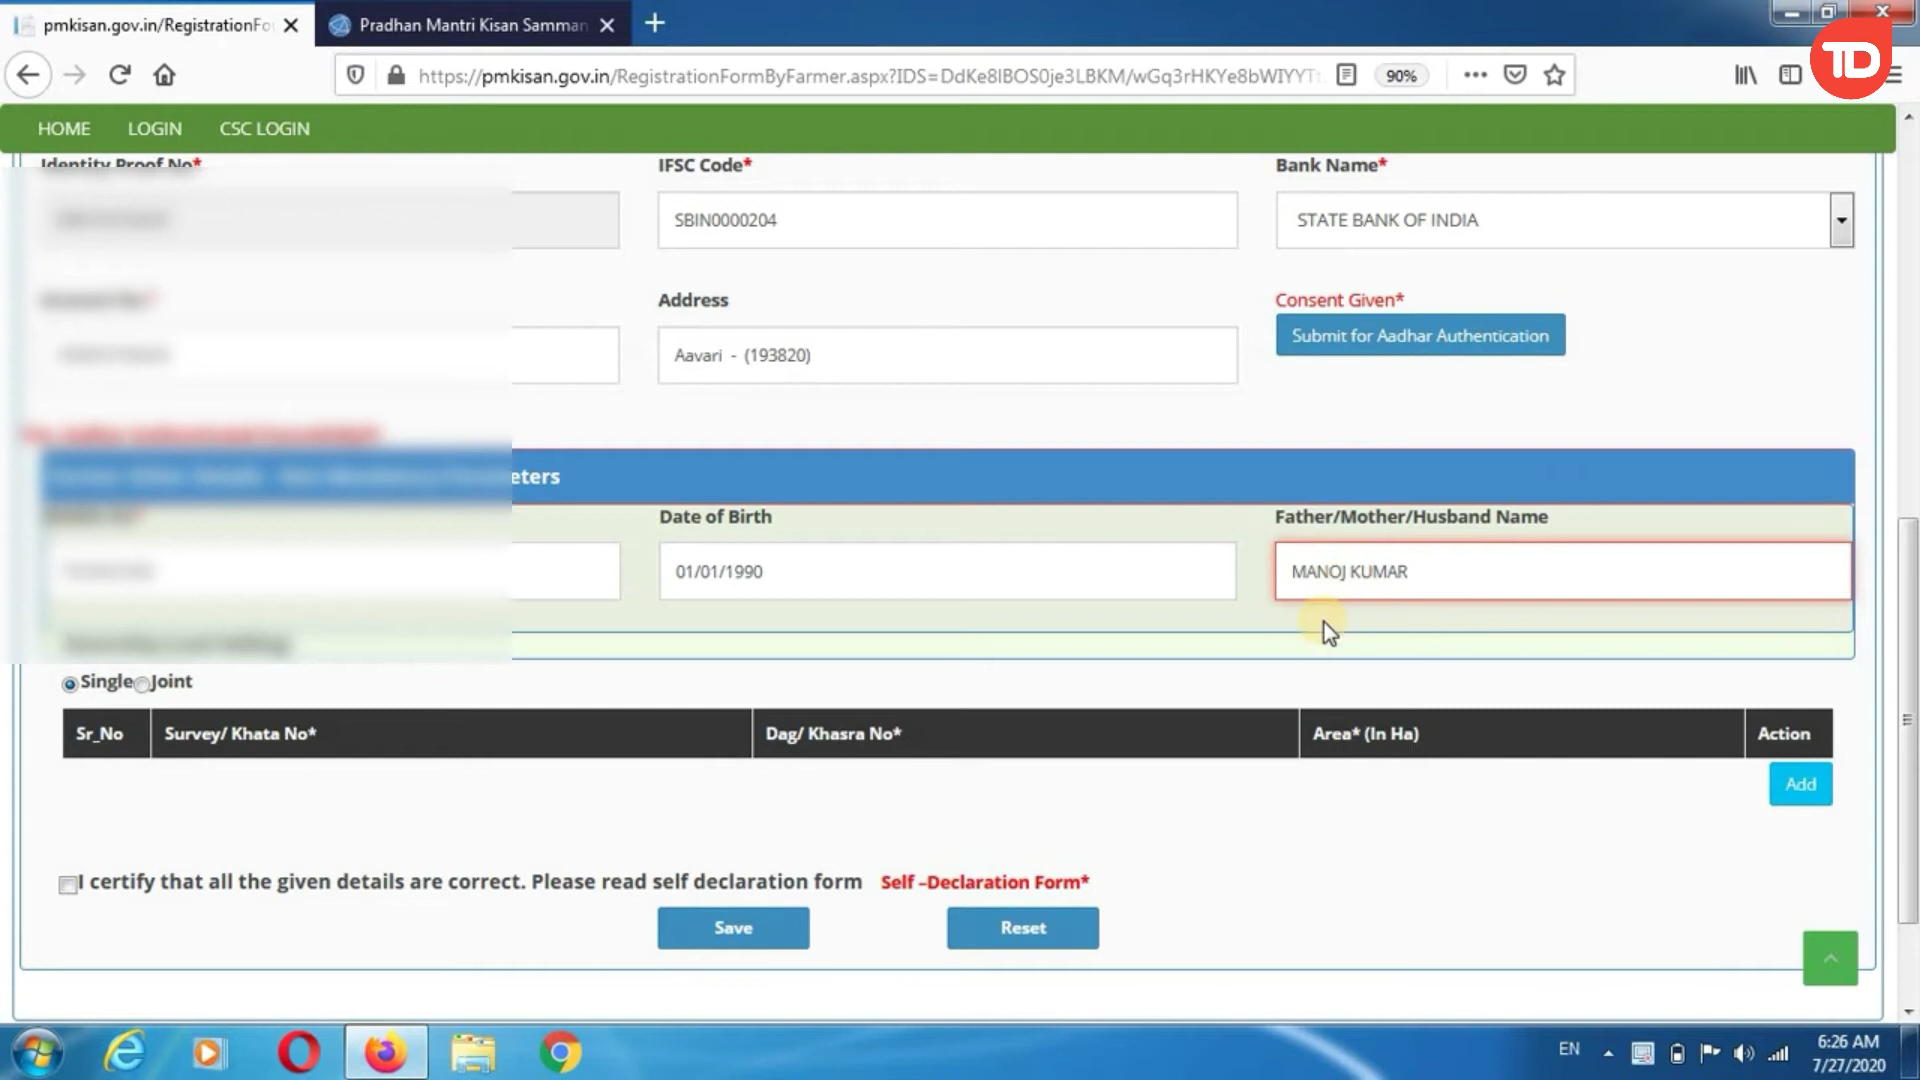 pmkisan.gov.in/RegistrationFo
Pradhan Mantri Kisan Samman
TD
https://pmkisan.gov.in/RegistrationFormByFarmer.aspx?IDS=DdKe8lBOS0je3LBKM/wGq3rHKYe8bWIYYT
90%
HOME LOGIN CSC LOGIN
Identity Proof No* IFSC Code* Bank Name*
SBIN0000204 STATE BANK OF INDIA
Address Consent Given*
Submit for Aadhar Authentication
Aavari - (193820)
eters
Date of Birth Father/Mother/Husband Name
01/01/1990 MANOJ KUMAR
Single Joint
Sr_No Survey/ Khata No* Dag/ Khasra No* Area* (In Ha) Action
Add
I certify that all the given details are correct. Please read self declaration form Self –Declaration Form*
Save Reset
EN 6:26 AM
7/27/2020